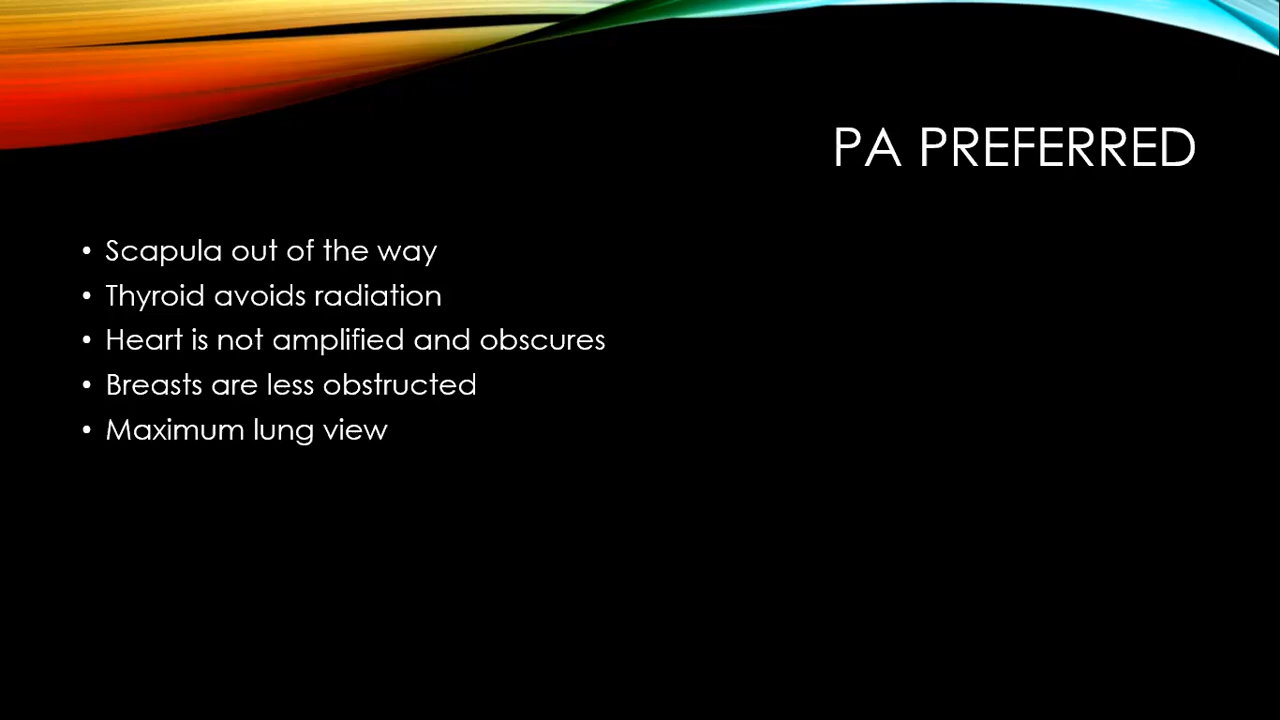 PA PREFERRED
• Scapula out of the way
• Thyroid avoids radiation
• Heart is not amplified and obscures
• Breasts are less obstructed
• Maximum lung view